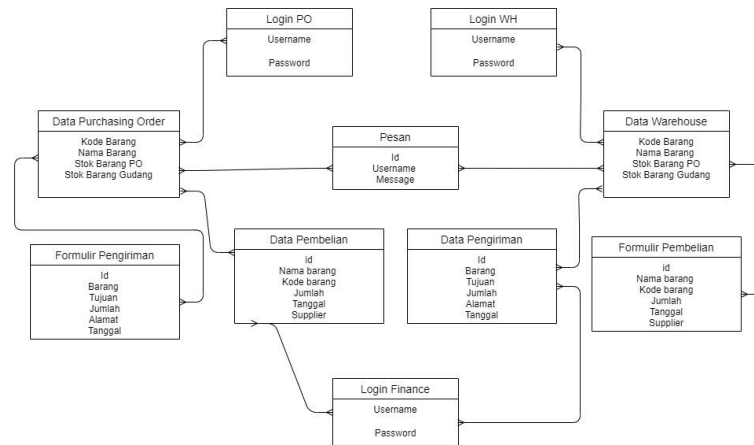 Login PO
Username
Password
Login WH
Username
Password
Data Purchasing Order
Kode Barang
Nama Barang
Stok Barang PO
Stok Barang Gudang
Pesan
Id
Username
Message
Data Warehouse
Kode Barang
Nama Barang
Stok Barang PO
Stok Barang Gudang
Formulir Pengiriman
Id
Barang
Tujuan
Jumlah
Alamat
Tanggal
Data Pembelian
id
Nama barang
Kode barang
Jumlah
Tanggal
Supplier
Data Pengiriman
Id
Barang
Tujuan
Jumlah
Alamat
Tanggal
Formulir Pembelian
id
Nama barang
Kode barang
Jumlah
Tanggal
Supplier
Login Finance
Username
Password